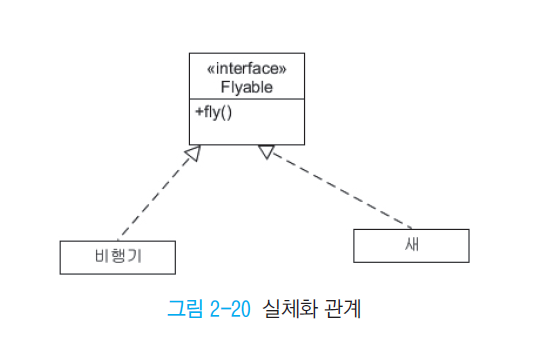 «interface»
Flyable
+fly()
비행기
새
그림 2-20 실체화 관계